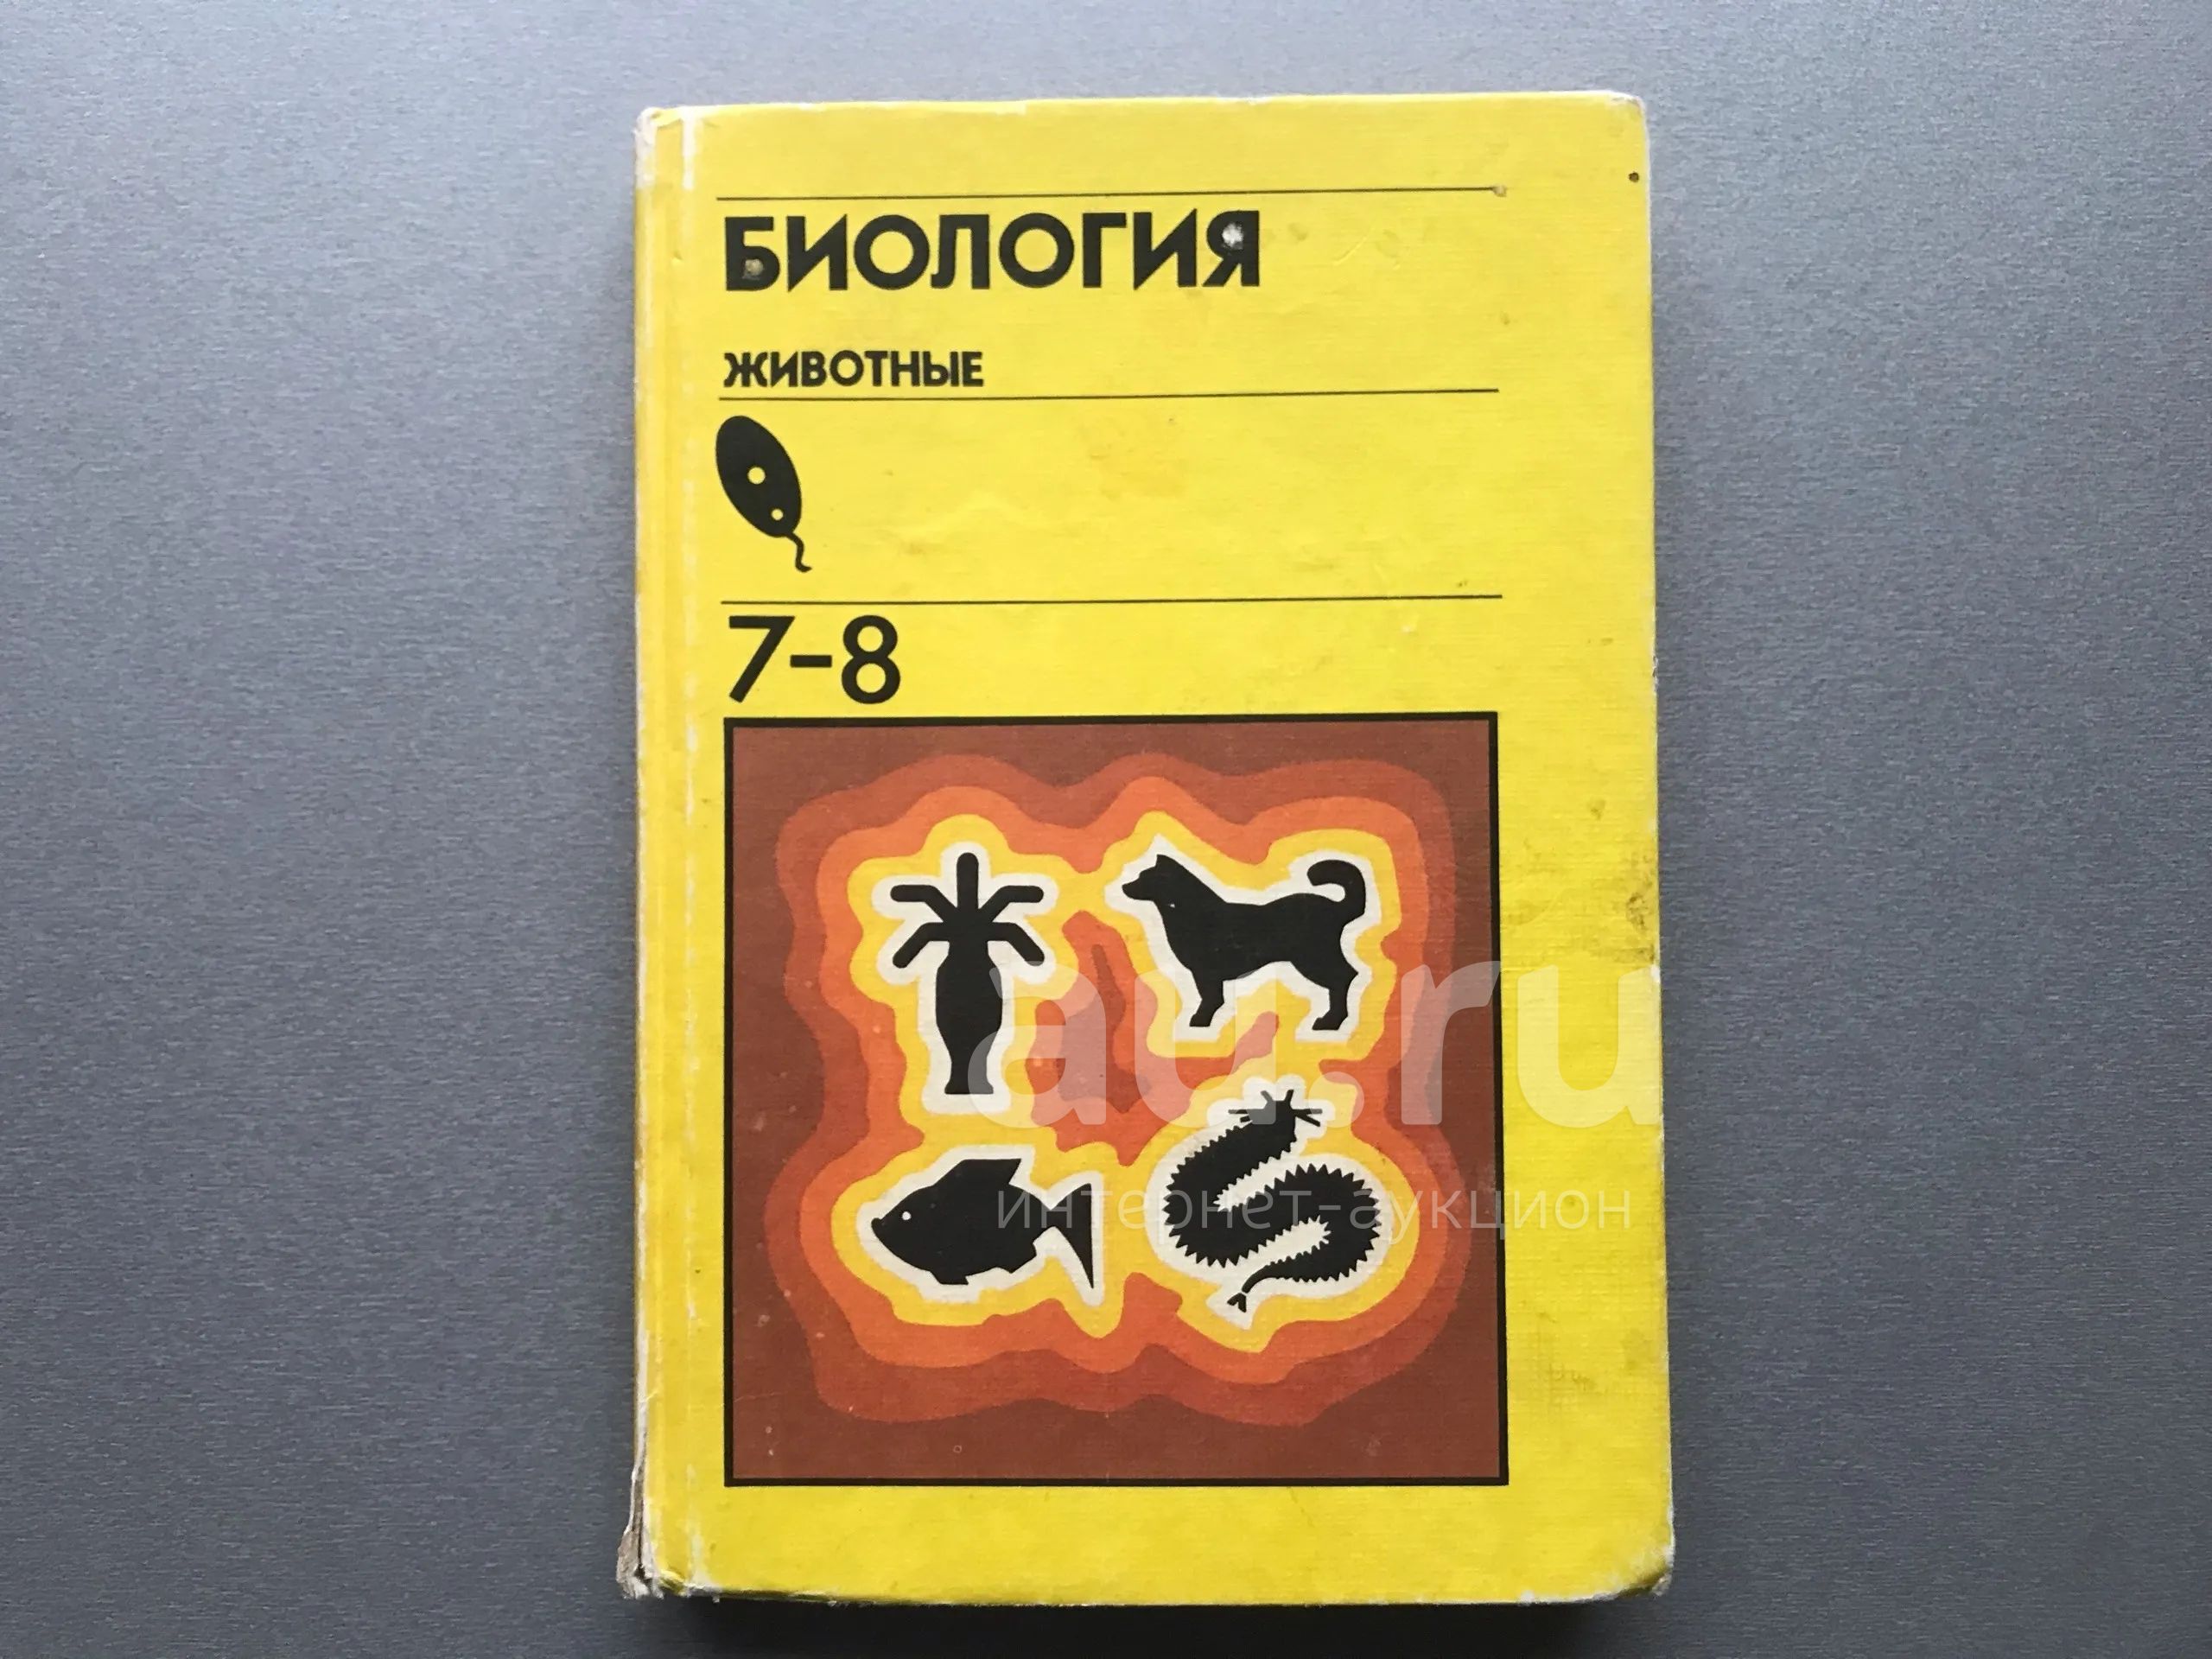 БИОЛОГИЯ
ЖИВОТНЫЕ
7-8
au.ru
интернет-аукцион